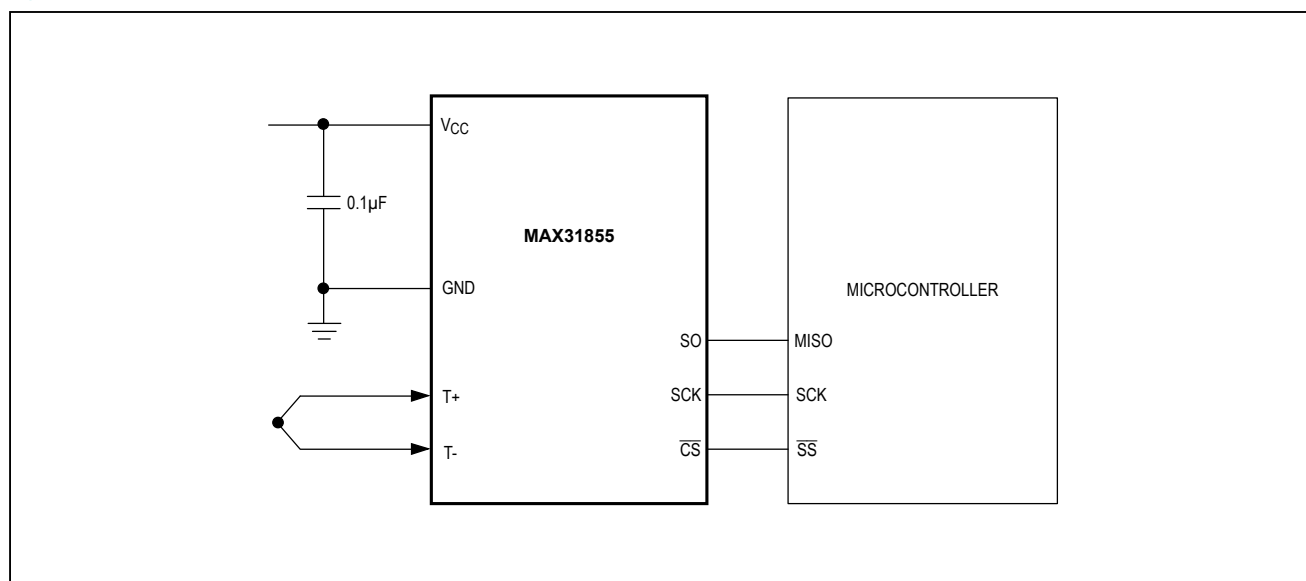 VCC
0.1µF
MAX31855
GND
MICROCONTROLLER
SO
MISO
T+
SCK
SCK
T-
CS
SS